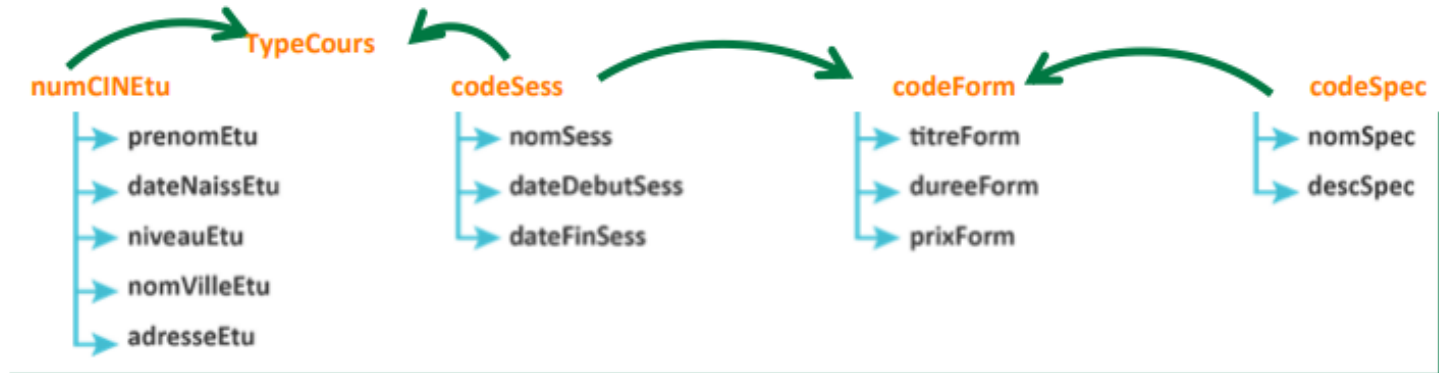 TypeCours
numCINEtu codeSess codeForm codeSpec
prenomEtu nomSess titreForm nomSpec
dateNaissEtu dateDebutSess dureeForm descSpec
niveauEtu dateFinSess prixForm
nomVilleEtu
adresseEtu